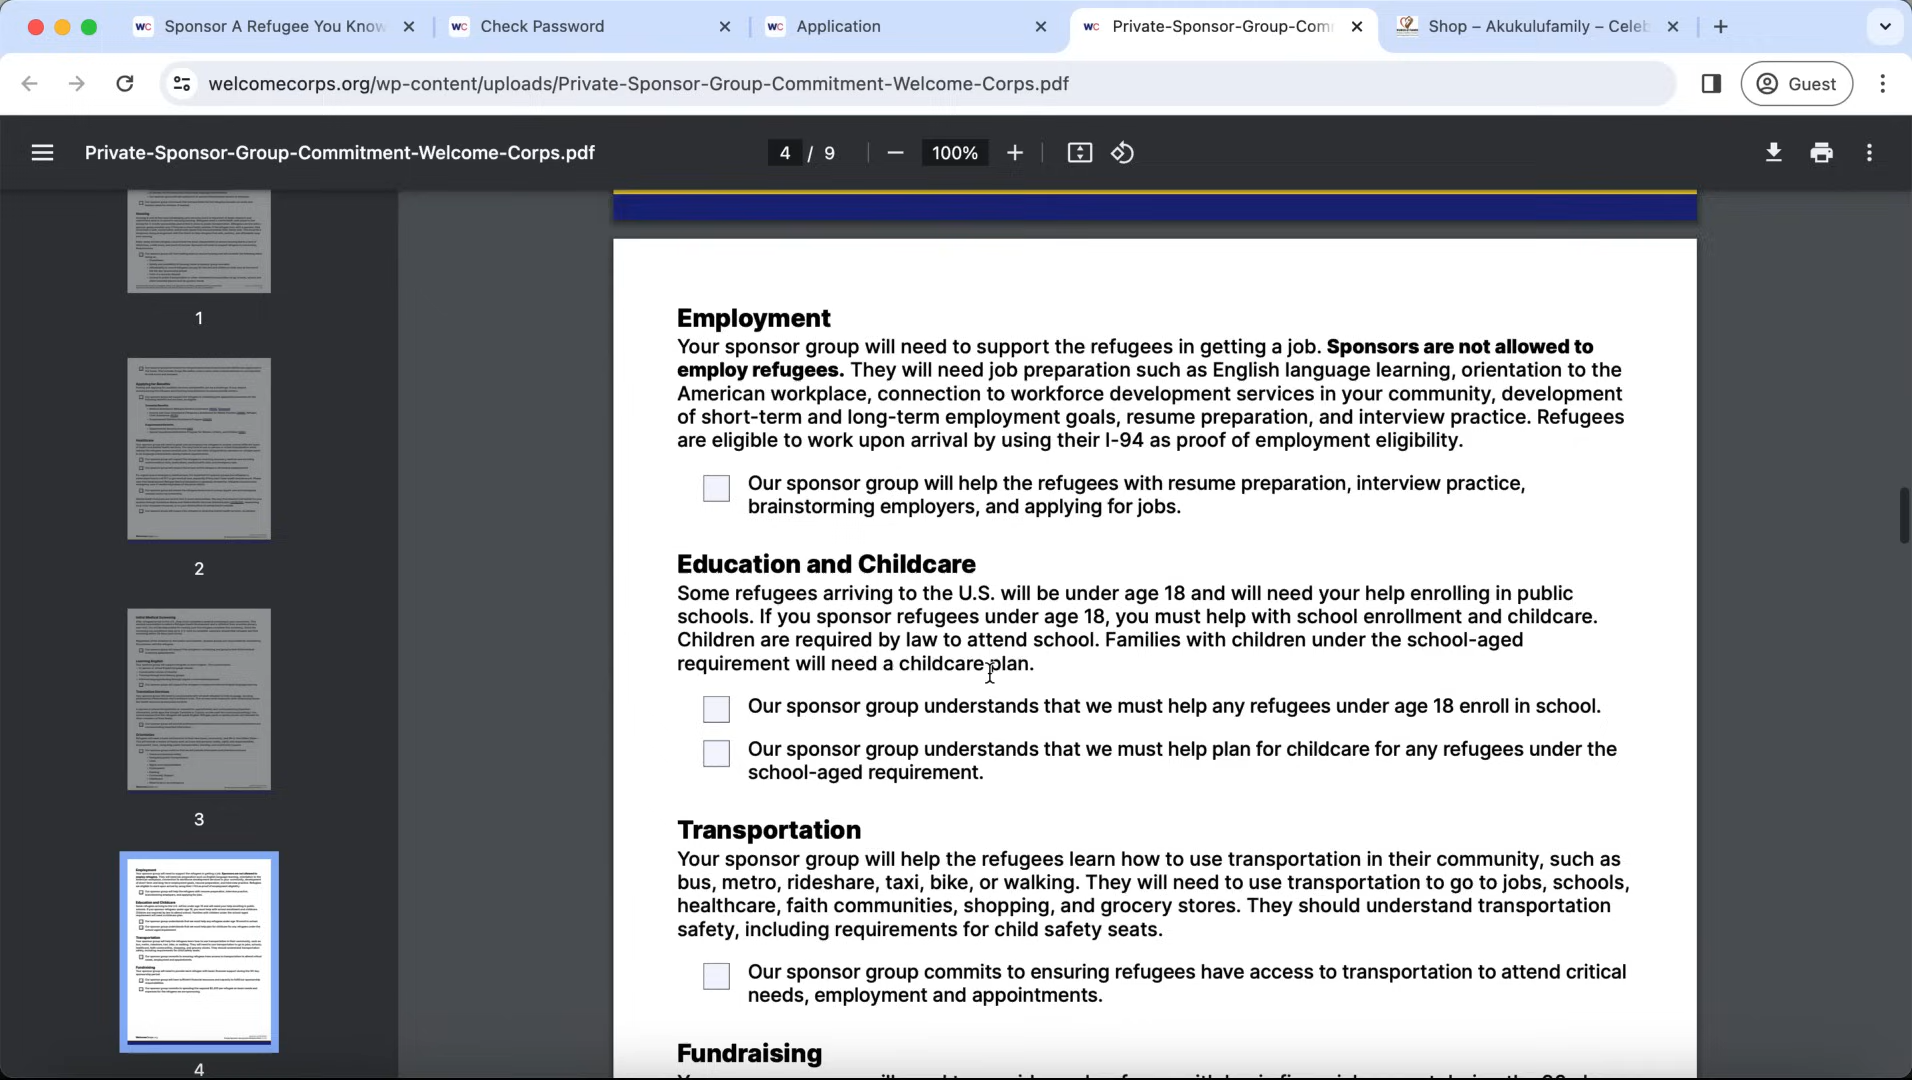 WC Sponsor A Refugee You Know
WC Check Password
WC Application
WC Private-Sponsor-Group-Com
Shop – Akukulufamily – Celeb
welcomecorps.org/wp-content/uploads/Private-Sponsor-Group-Commitment-Welcome-Corps.pdf
Guest
Private-Sponsor-Group-Commitment-Welcome-Corps.pdf
4 / 9
100%
1
2
3
4
Employment
Your sponsor group will need to support the refugees in getting a job. Sponsors are not allowed to
employ refugees. They will need job preparation such as English language learning, orientation to the
American workplace, connection to workforce development services in your community, development
of short-term and long-term employment goals, resume preparation, and interview practice. Refugees
are eligible to work upon arrival by using their I-94 as proof of employment eligibility.
Our sponsor group will help the refugees with resume preparation, interview practice,
brainstorming employers, and applying for jobs.
Education and Childcare
Some refugees arriving to the U.S. will be under age 18 and will need your help enrolling in public
schools. If you sponsor refugees under age 18, you must help with school enrollment and childcare.
Children are required by law to attend school. Families with children under the school-aged
requirement will need a childcare plan.
Our sponsor group understands that we must help any refugees under age 18 enroll in school.
Our sponsor group understands that we must help plan for childcare for any refugees under the
school-aged requirement.
Transportation
Your sponsor group will help the refugees learn how to use transportation in their community, such as
bus, metro, rideshare, taxi, bike, or walking. They will need to use transportation to go to jobs, schools,
healthcare, faith communities, shopping, and grocery stores. They should understand transportation
safety, including requirements for child safety seats.
Our sponsor group commits to ensuring refugees have access to transportation to attend critical
needs, employment and appointments.
Fundraising